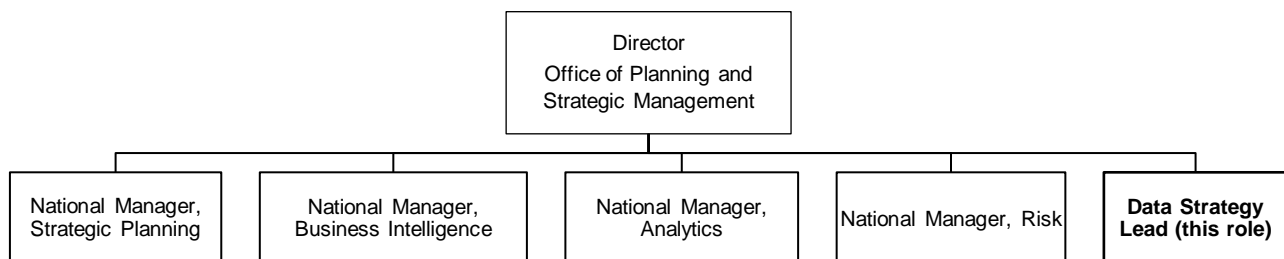 Director
Office of Planning and
Strategic Management
National Manager,
Strategic Planning
National Manager,
Business Intelligence
National Manager,
Analytics
National Manager, Risk
Data Strategy
Lead (this role)